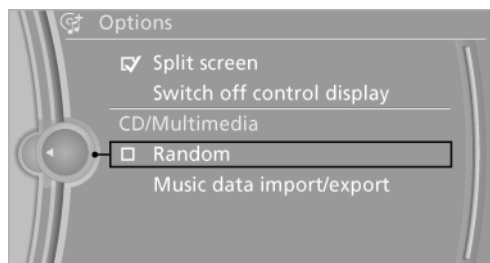 Options
Split screen
Switch off control display
CD/Multimedia
Random
Music data import/export